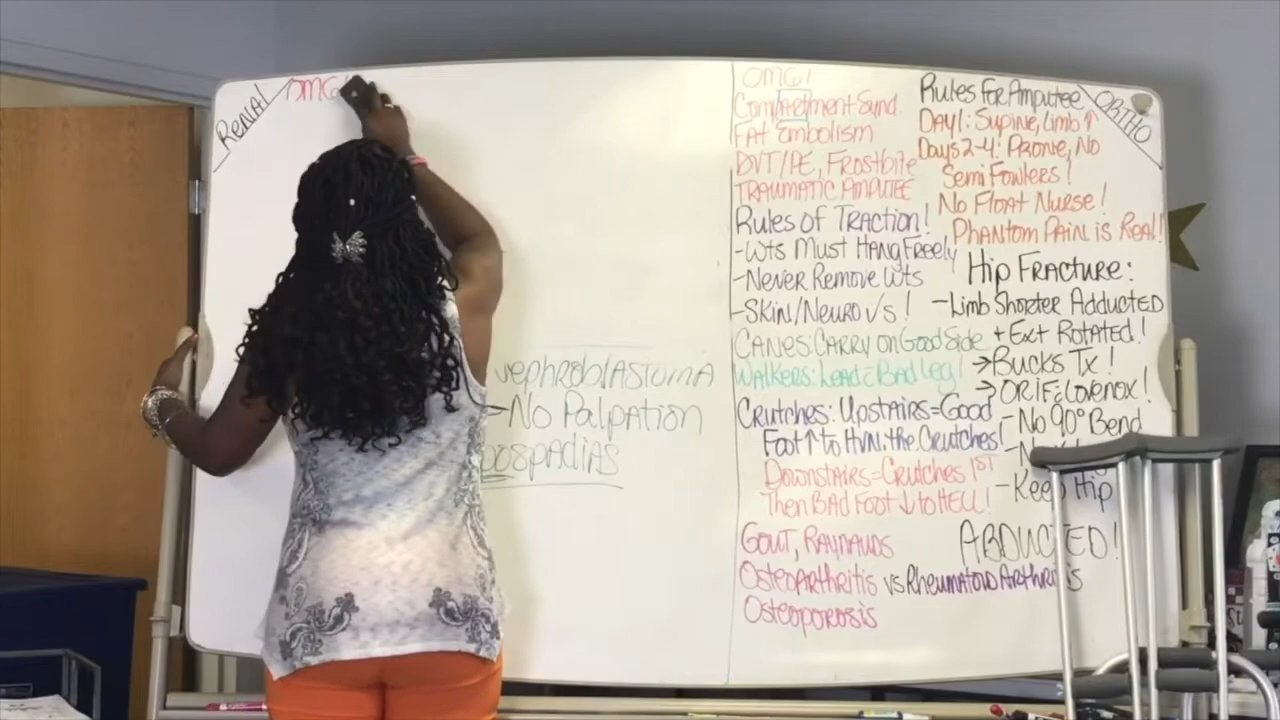 RENAL
OMG!
nephroblastoma
→No Palpation
pospadias
OMG!
Compartment Synd.
Fat Embolism
DVT/PE, Frostbite
TRAUMATIC AMPUTEE
Rules of Traction!
-Wts Must Hang Freely
-Never Remove Wts
-Skin/Neuro v/s!
Canes: Carry on Good Side
Walkers: Lead c̄ Bad Leg!
Crutches: Upstairs=Good
Foot ↑ to HVN. the Crutches!
Downstairs=Crutches 1ST
Then Bad Foot ↓ to HELL!
Gout, Raynauds
OsteoArthritis vs Rheumatoid Arthritis
Osteoporosis
ORTHO
Rules For Amputee
Day 1: Supine, Limb ↑
Days 2-4: Prone, No
Semi Fowlers!
No Float Nurse!
Phantom Pain is Real!
Hip Fracture:
-Limb Shorter Adducted
+ Ext Rotated!
→Bucks Tx!
→ORIF c̄ Lovenox!
-No 90° Bend
-Keep Hip
ABDUCTED!